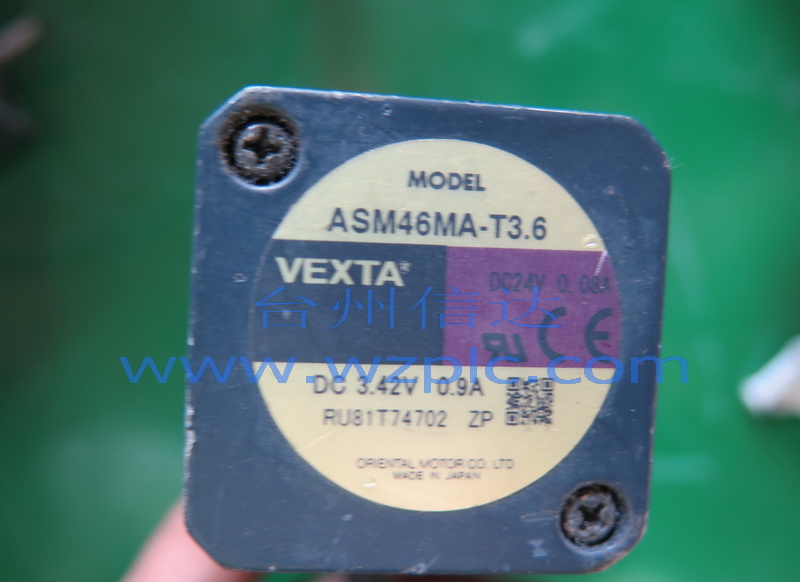 MODEL
ASM46MA-T3.6
VEXTA®
DC24V 0.08A
台州信达
www.wzplc.com
DC 3.42V 0.9A
RU81T74702 ZP
ORIENTAL MOTOR CO. LTD
MADE IN JAPAN